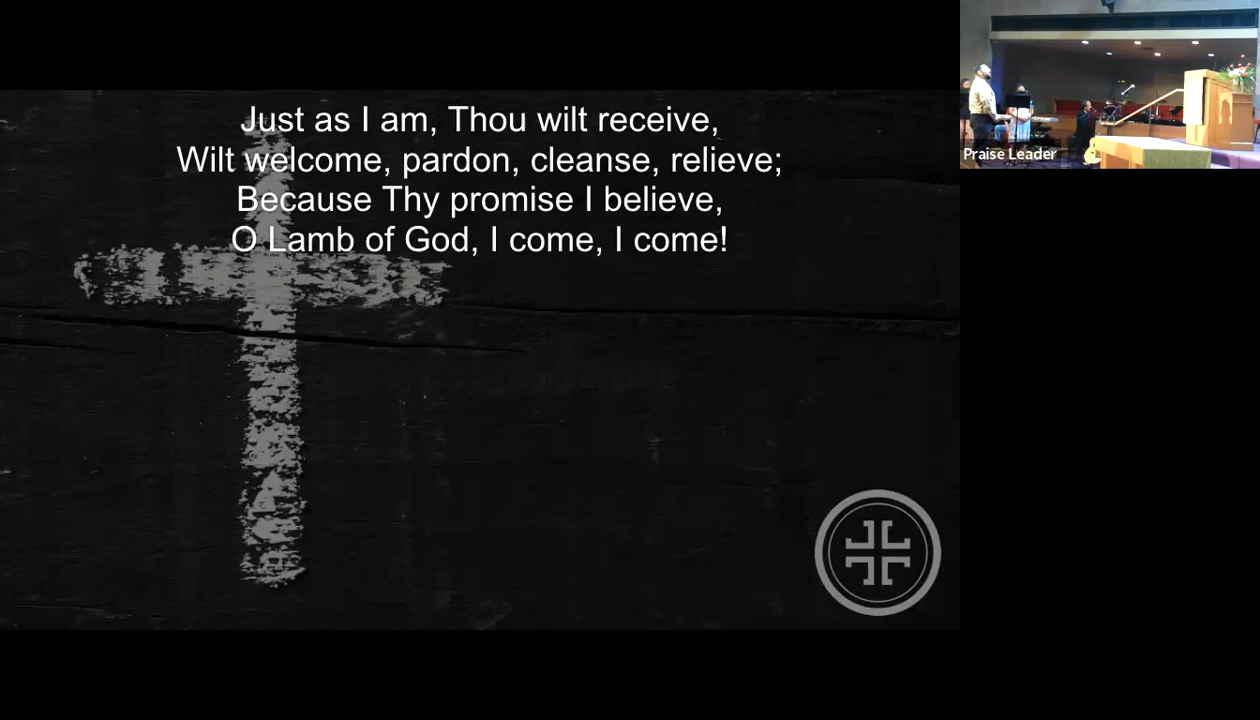 Just as I am, Thou wilt receive,
Wilt welcome, pardon, cleanse, relieve;
Because Thy promise I believe,
O Lamb of God, I come, I come!
Praise Leader